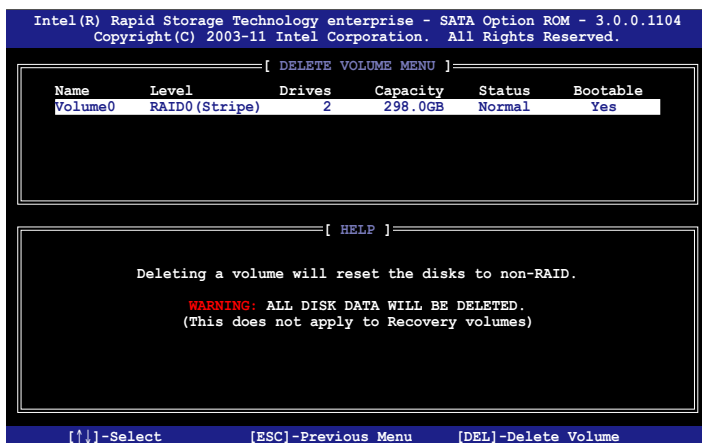 Intel(R) Rapid Storage Technology enterprise - SATA Option ROM - 3.0.0.1104
Copyright(C) 2003-11 Intel Corporation. All Rights Reserved.
[ DELETE VOLUME MENU ]
Name Level Drives Capacity Status Bootable
Volume0 RAID0(Stripe) 2 298.0GB Normal Yes
[ HELP ]
Deleting a volume will reset the disks to non-RAID.
WARNING: ALL DISK DATA WILL BE DELETED.
(This does not apply to Recovery volumes)
[↑↓]-Select [ESC]-Previous Menu [DEL]-Delete Volume